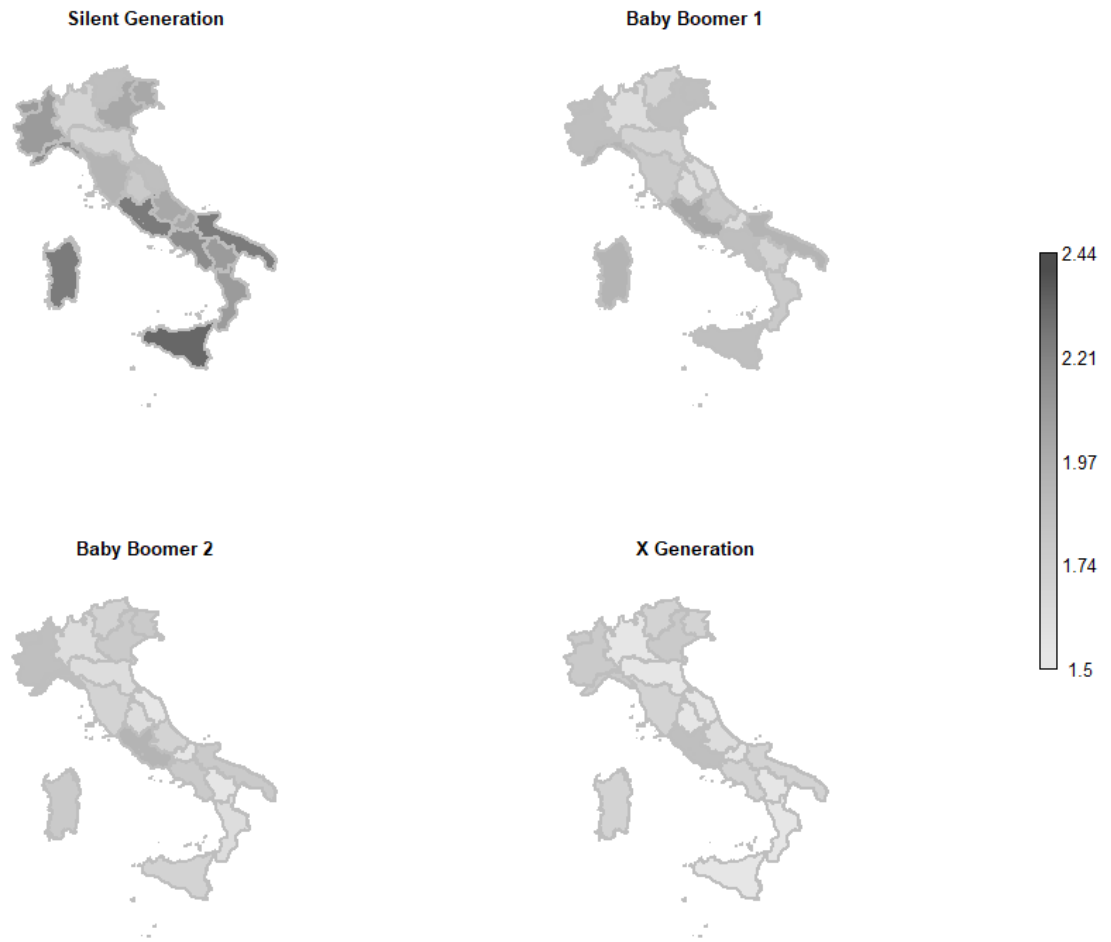 Silent Generation
Baby Boomer 1
2.44
2.21
1.97
1.74
1.5
Baby Boomer 2
X Generation